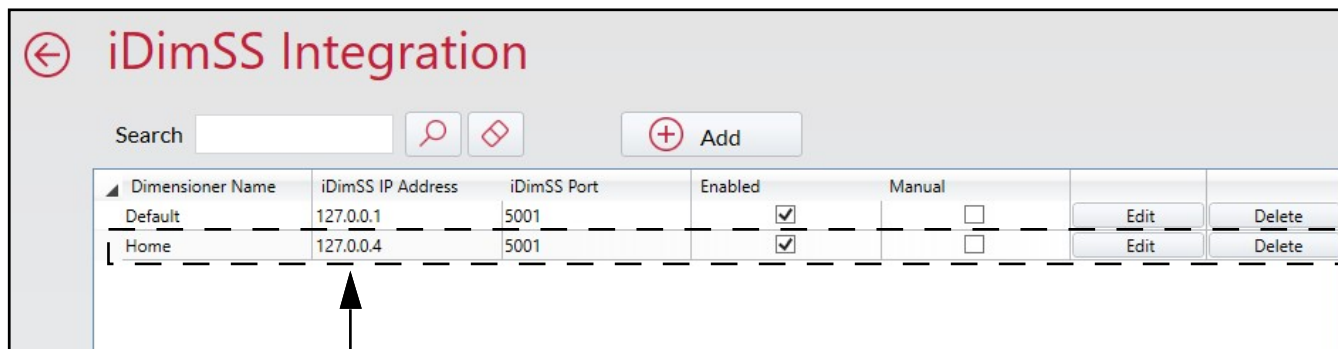 iDimSS Integration
Search Add
Dimensioner Name iDimSS IP Address iDimSS Port Enabled Manual
Default 127.0.0.1 5001 Edit Delete
Home 127.0.0.4 5001 Edit Delete